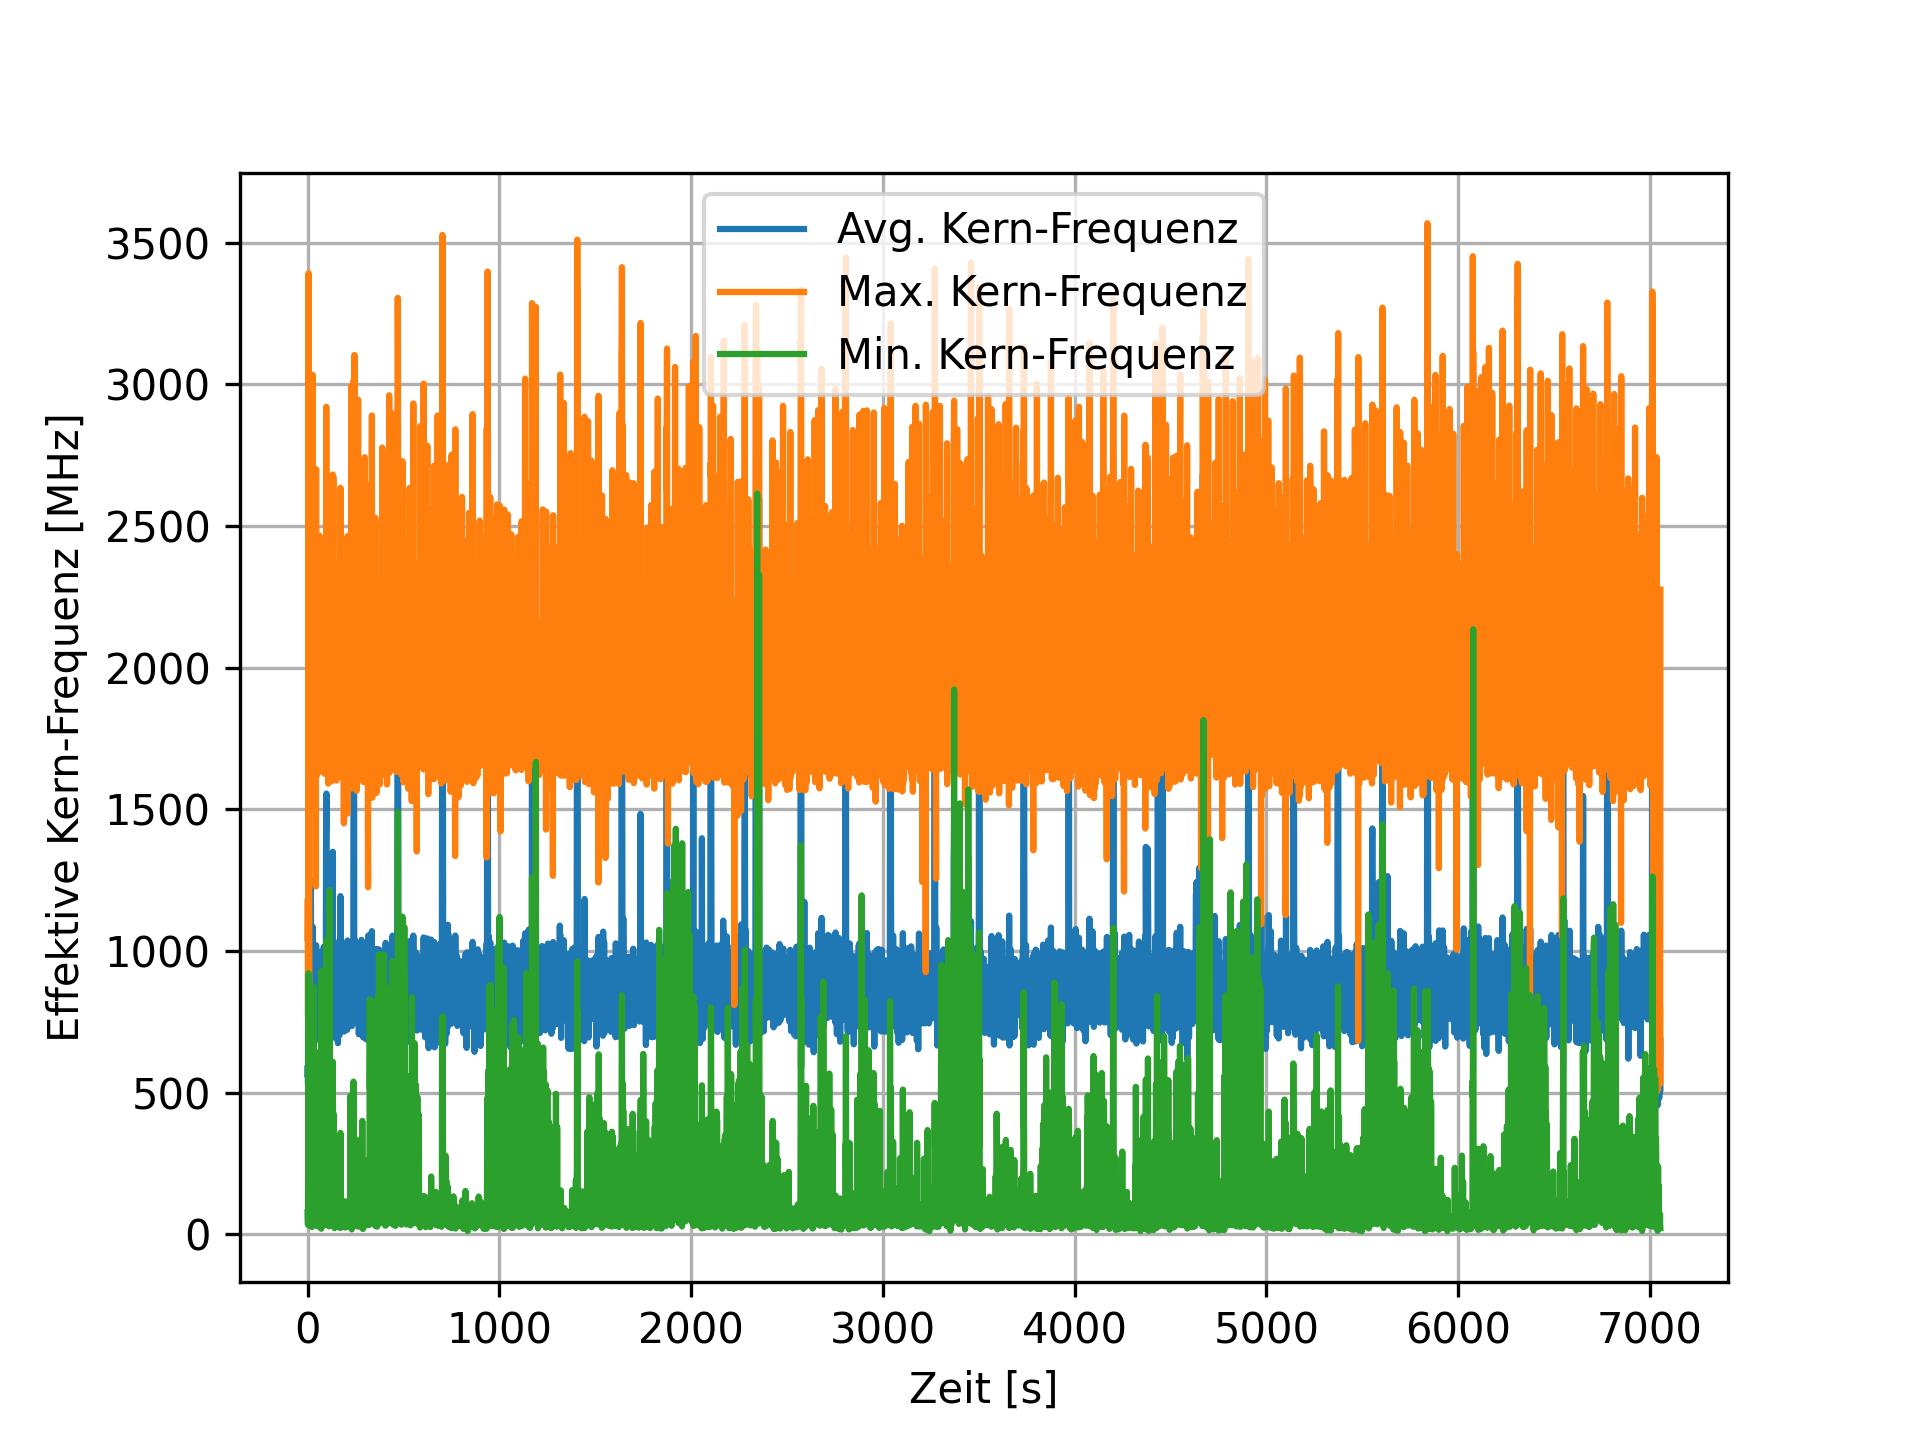 Avg. Kern-Frequenz
Max. Kern-Frequenz
Min. Kern-Frequenz
3500
3000
2500
2000
1500
1000
500
0
Effektive Kern-Frequenz [MHz]
0 1000 2000 3000 4000 5000 6000 7000
Zeit [s]